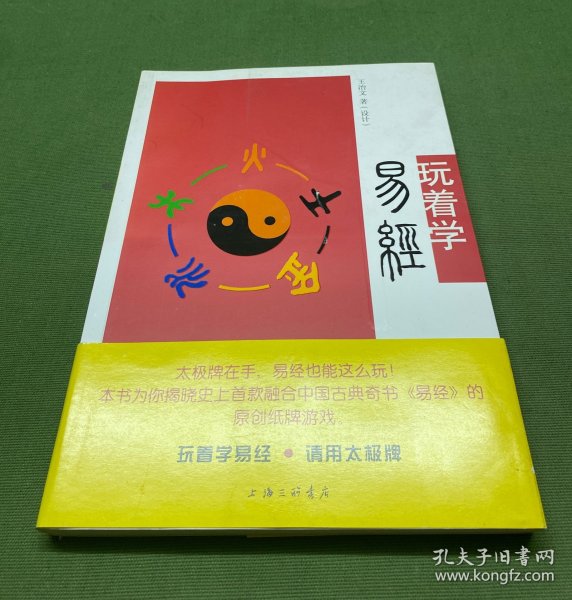 王治文 著(设计)
玩着学
易經
火
土
金
水
木
太极牌在手,易经也能这么玩!
本书为你揭晓史上首款融合中国古典奇书《易经》的
原创纸牌游戏。
玩着学易经 ● 请用太极牌
上海三联书店
孔夫子旧书网
www.kongfz.com